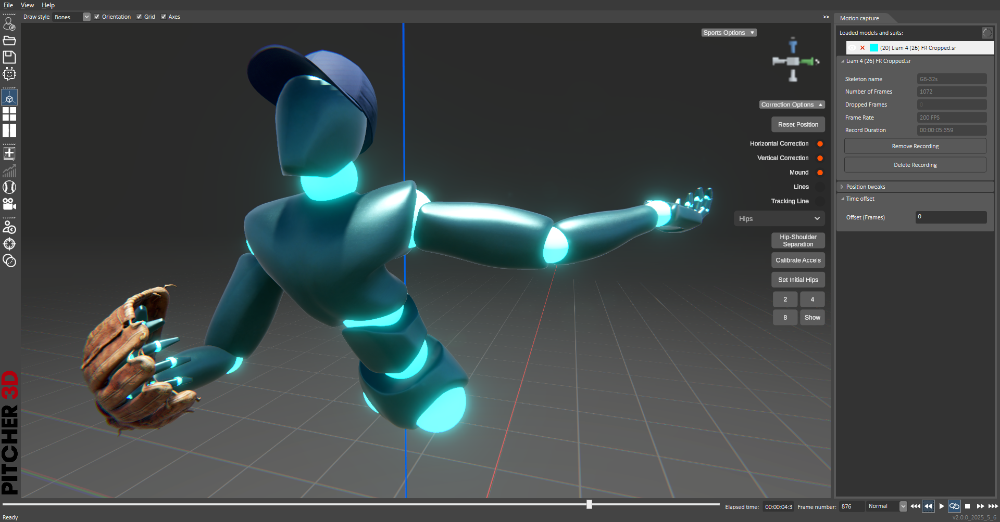 File View Help
Draw style Bones Orientation Grid Axes >>
Sports Options
Correction Options
Reset Position
Horizontal Correction
Vertical Correction
Mound
Lines
Tracking Line
Hips
Hip-Shoulder
Separation
Calibrate Accels
Set Initial Hips
2 4
8 Show
Motion capture
Loaded models and suits:
(20) Liam 4 (26) FR Cropped.sr
Liam 4 (26) FR Cropped.sr
Skeleton name G6-32s
Number of Frames 1072
Dropped Frames 0
Frame Rate 200 FPS
Record Duration 00:00:05:359
Remove Recording
Delete Recording
Position tweaks
Time offset
Offset (Frames) 0
PITCHER 3D
Elapsed time: 00:00:04:3 Frame number: 876 Normal
Ready
v2.0.0_2025_5_6